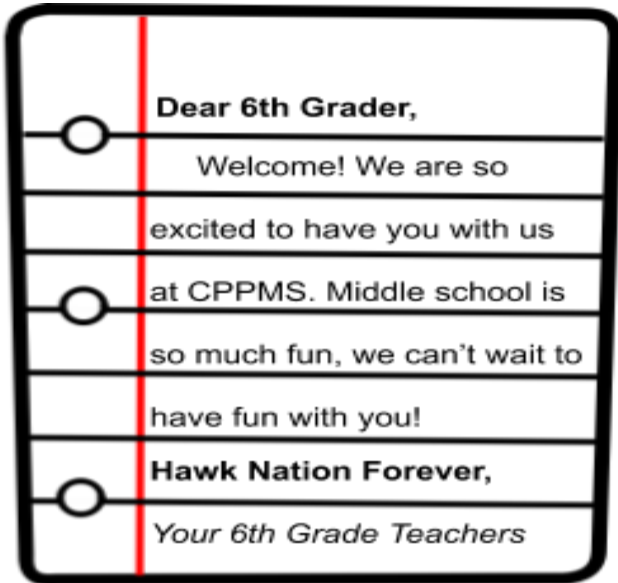 Dear 6th Grader,
Welcome! We are so
excited to have you with us
at CPPMS. Middle school is
so much fun, we can't wait to
have fun with you!
Hawk Nation Forever,
Your 6th Grade Teachers